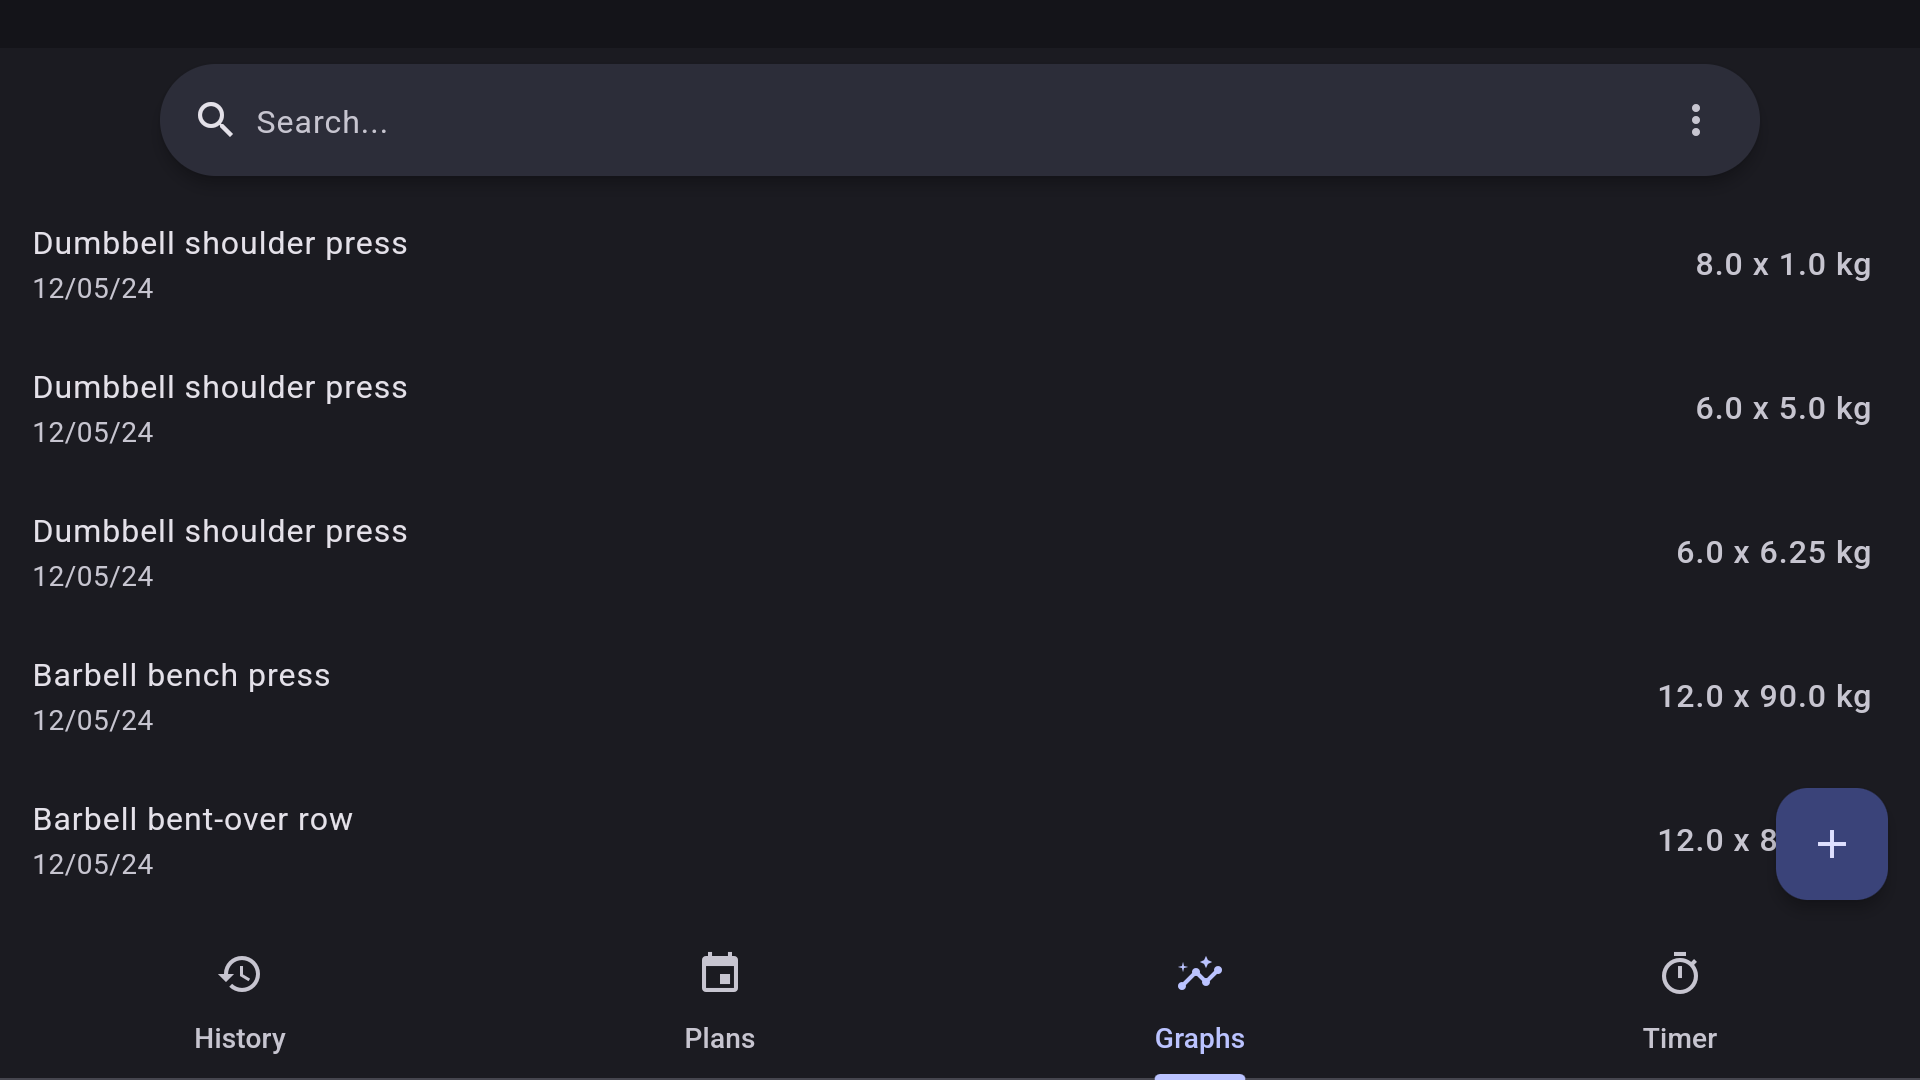 Search...
Dumbbell shoulder press
12/05/24
8.0 x 1.0 kg
Dumbbell shoulder press
12/05/24
6.0 x 5.0 kg
Dumbbell shoulder press
12/05/24
6.0 x 6.25 kg
Barbell bench press
12/05/24
12.0 x 90.0 kg
Barbell bent-over row
12/05/24
12.0 x 8
History
Plans
Graphs
Timer